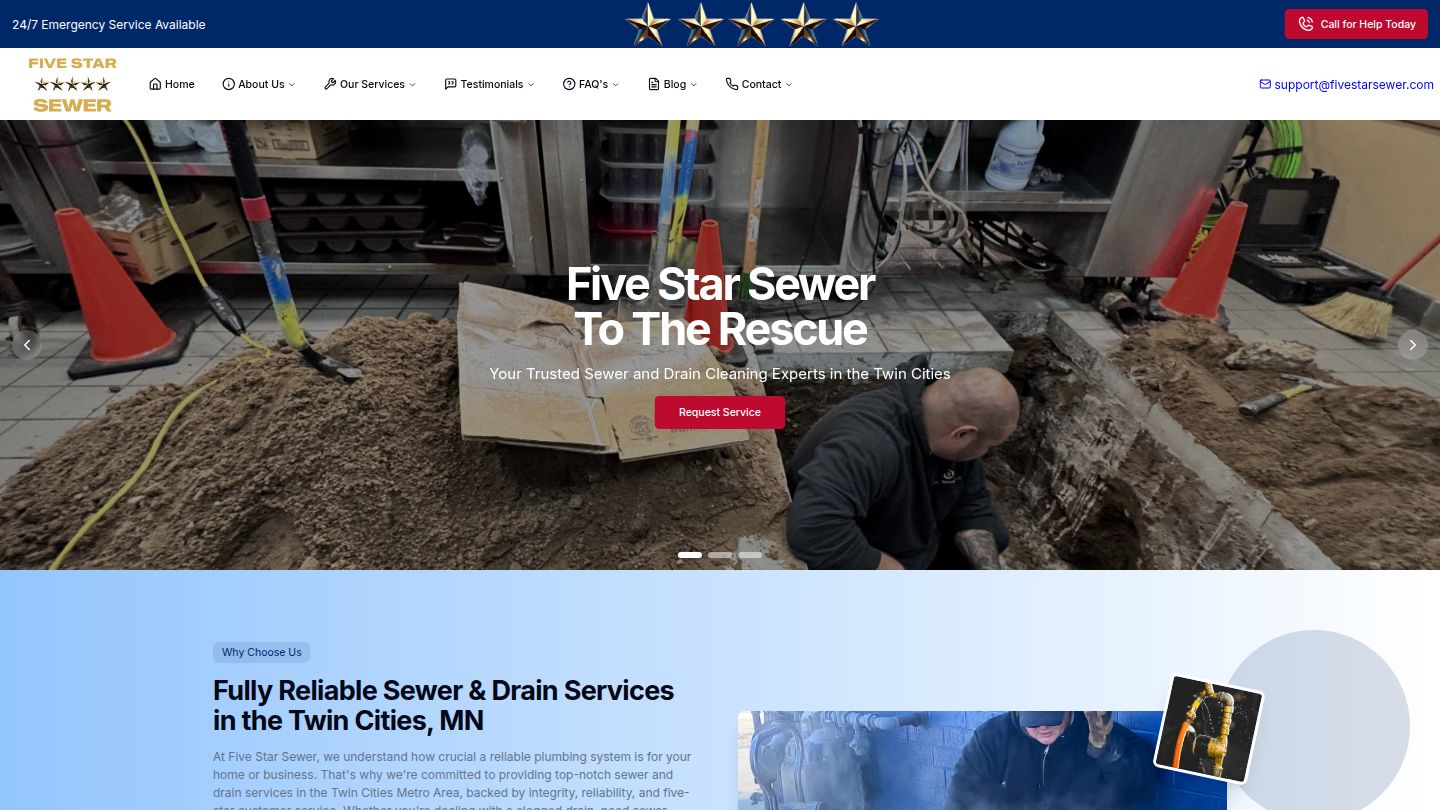 24/7 Emergency Service Available
Call for Help Today
FIVE STAR
SEWER
Home
About Us
Our Services
Testimonials
FAQ's
Blog
Contact
support@fivestarsewer.com
Five Star Sewer
To The Rescue
Your Trusted Sewer and Drain Cleaning Experts in the Twin Cities
Request Service
Why Choose Us
Fully Reliable Sewer & Drain Services
in the Twin Cities, MN
At Five Star Sewer, we understand how crucial a reliable plumbing system is for your
home or business. That's why we're committed to providing top-notch sewer and
drain services in the Twin Cities Metro Area, backed by integrity, reliability, and five-
star customer service. Whether you're dealing with a clogged drain, need sewer